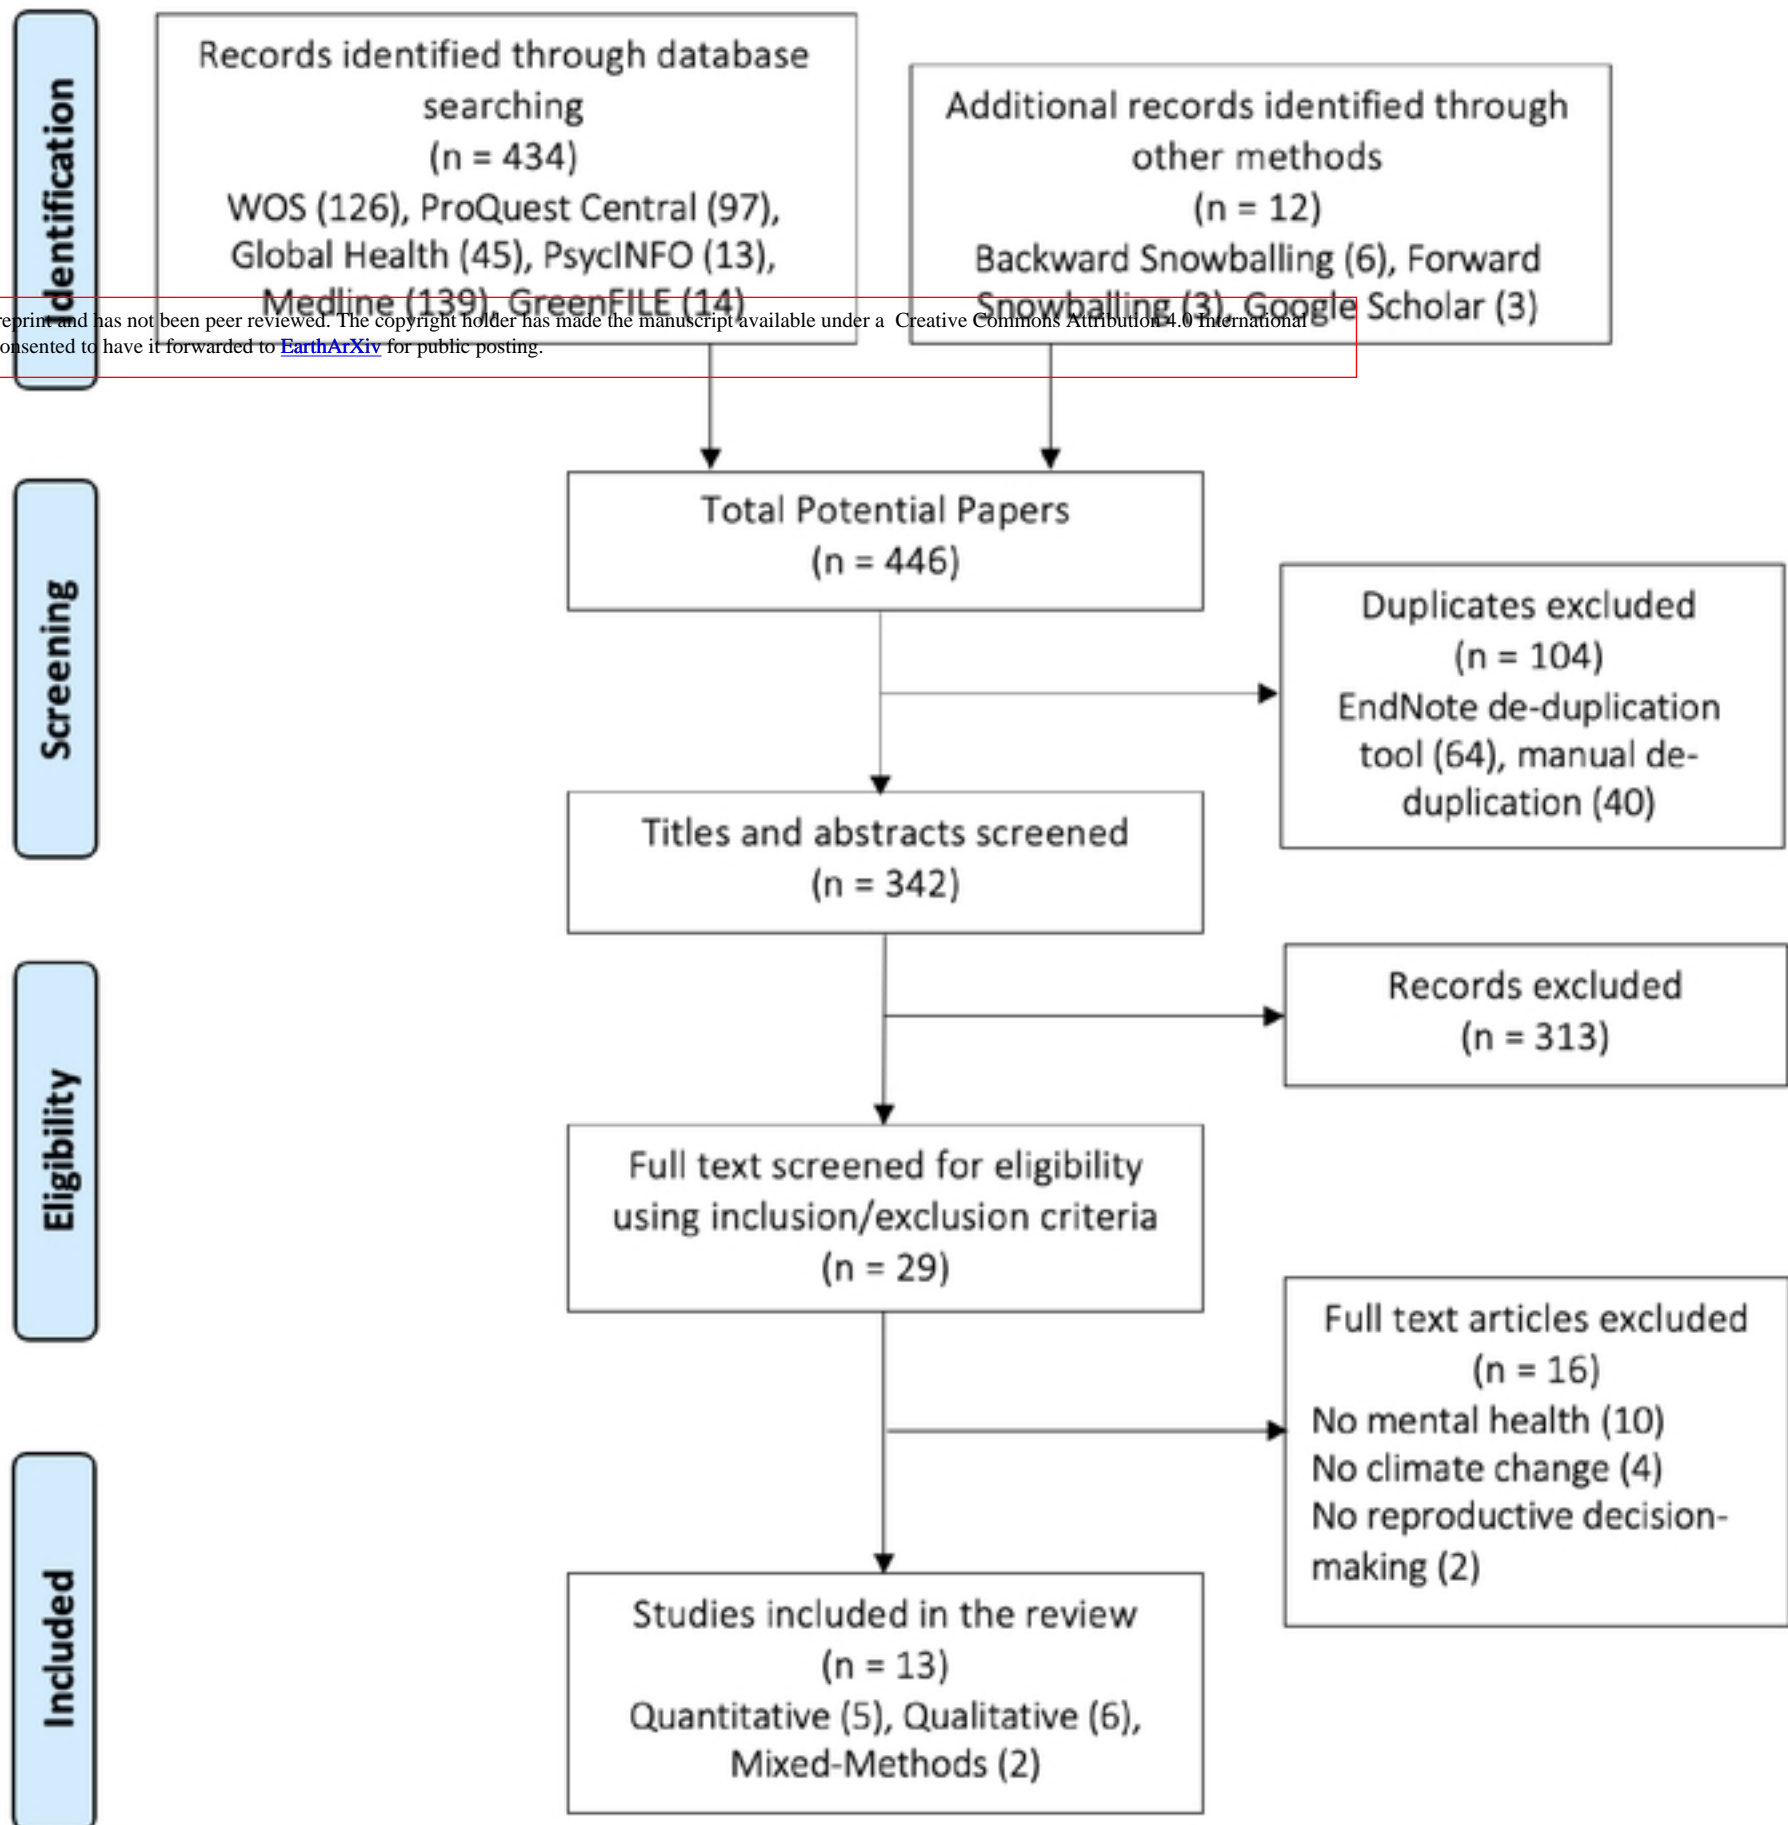 Identification
Records identified through database
searching
(n = 434)
WOS (126), ProQuest Central (97),
Global Health (45), PsycINFO (13),
Medline (139), GreenFILE (14)
Additional records identified through
other methods
(n = 12)
Backward Snowballing (6), Forward
Snowballing (3), Google Scholar (3)
reprint and has not been peer reviewed. The copyright holder has made the manuscript available under a Creative Commons Attribution 4.0 International
onsented to have it forwarded to EarthArXiv for public posting.
Screening
Total Potential Papers
(n = 446)
Duplicates excluded
(n = 104)
EndNote de-duplication
tool (64), manual de-
duplication (40)
Titles and abstracts screened
(n = 342)
Eligibility
Records excluded
(n = 313)
Full text screened for eligibility
using inclusion/exclusion criteria
(n = 29)
Full text articles excluded
(n = 16)
No mental health (10)
No climate change (4)
No reproductive decision-
making (2)
Included
Studies included in the review
(n = 13)
Quantitative (5), Qualitative (6),
Mixed-Methods (2)